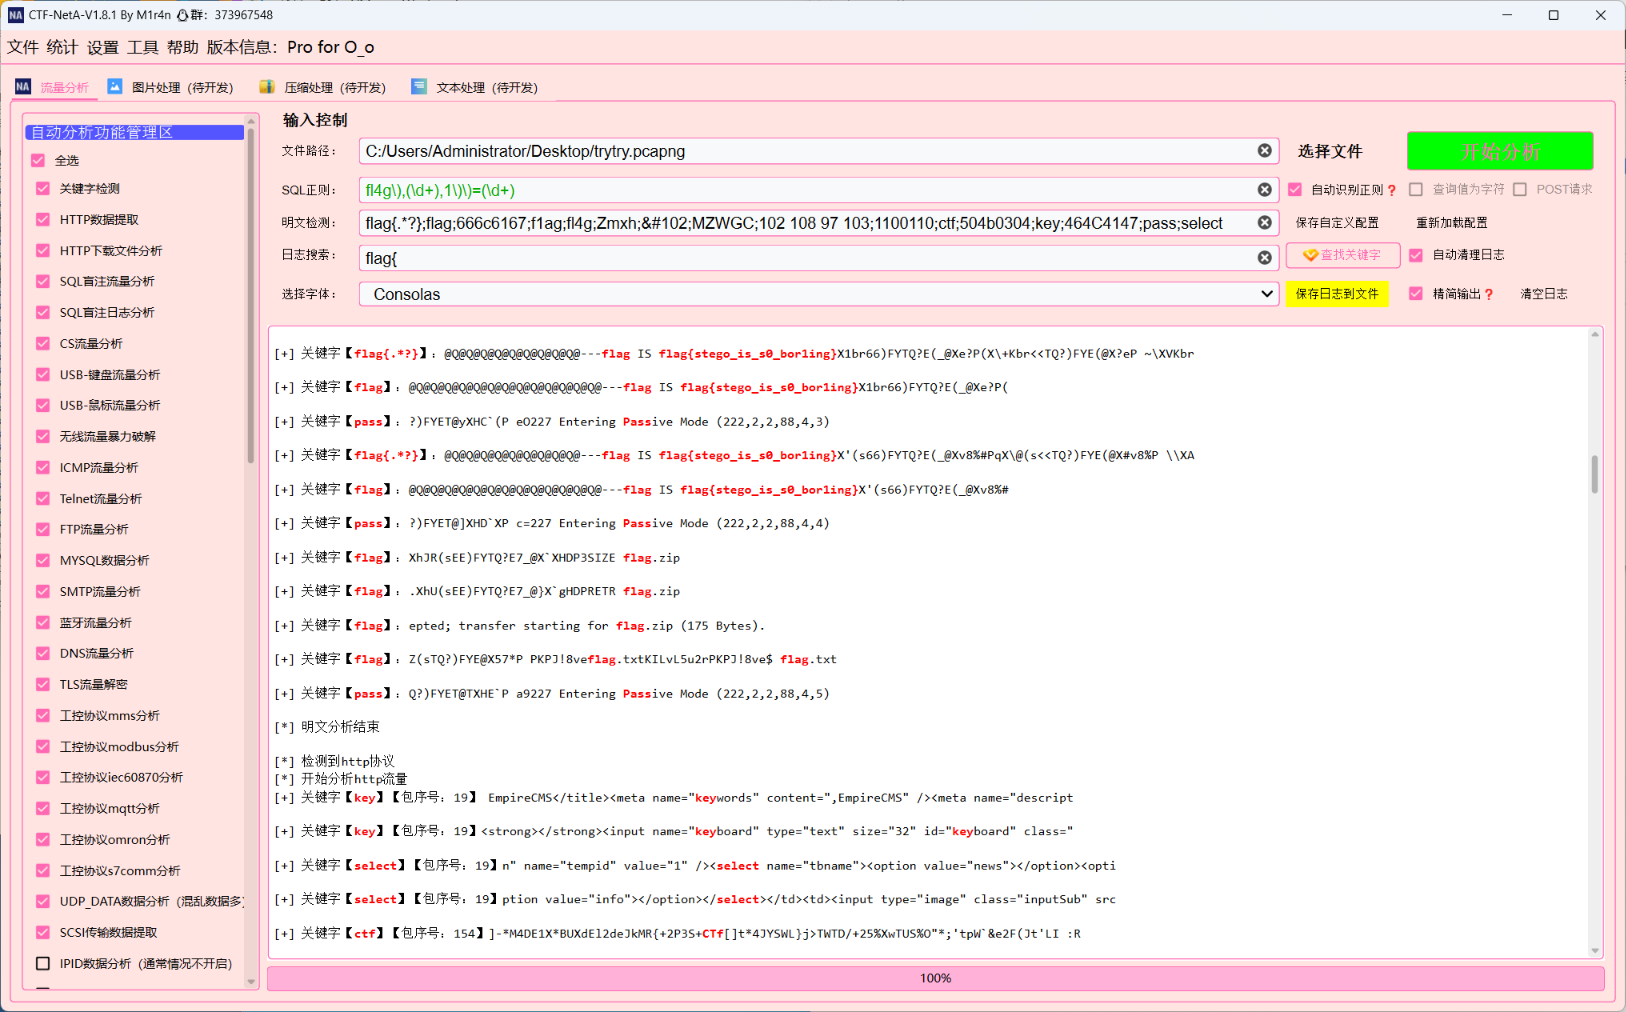 CTF-NetA-V1.8.1 By M1r4n 群：373967548
文件 统计 设置 工具 帮助 版本信息：Pro for O_o
流量分析 图片处理（待开发） 压缩处理（待开发） 文本处理（待开发）
自动分析功能管理区
全选
关键字检测
HTTP数据提取
HTTP下载文件分析
SQL盲注流量分析
SQL盲注日志分析
CS流量分析
USB-键盘流量分析
USB-鼠标流量分析
无线流量暴力破解
ICMP流量分析
Telnet流量分析
FTP流量分析
MYSQL数据分析
SMTP流量分析
蓝牙流量分析
DNS流量分析
TLS流量解密
工控协议mms分析
工控协议modbus分析
工控协议iec60870分析
工控协议mqtt分析
工控协议omron分析
工控协议s7comm分析
UDP_DATA数据分析（混乱数据多）
SCSI传输数据提取
IPID数据分析（通常情况不开启）
输入控制
文件路径： C:/Users/Administrator/Desktop/trytry.pcapng 选择文件 开始分析
SQL正则： fl4g\),(\d+),1\)\)=(\d+) 自动识别正则 ? 查询值为字符 POST请求
明文检测： flag{.*?};flag;666c6167;f1ag;fl4g;Zmxh;&#102;MZWGC;102 108 97 103;1100110;ctf;504b0304;key;464C4147;pass;select 保存自定义配置 重新加载配置
日志搜索： flag{ 查找关键字 自动清理日志
选择字体： Consolas 保存日志到文件 精简输出 ? 清空日志
[+] 关键字【flag{.*?}】：@Q@Q@Q@Q@Q@Q@Q@Q@Q@---flag IS flag{stego_is_s0_borling}X1br66)FYTQ?E(_@Xe?P(X\+Kbr<<TQ?)FYE(@X?eP ~\XVKbr
[+] 关键字【flag】：@Q@Q@Q@Q@Q@Q@Q@Q@Q@Q@Q@Q@Q@---flag IS flag{stego_is_s0_borling}X1br66)FYTQ?E(_@Xe?P(
[+] 关键字【pass】：?)FYET@yXHC`(P eO227 Entering Passive Mode (222,2,2,88,4,3)
[+] 关键字【flag{.*?}】：@Q@Q@Q@Q@Q@Q@Q@Q@Q@---flag IS flag{stego_is_s0_borling}X'(s66)FYTQ?E(_@Xv8%#PqX\@(s<<TQ?)FYE(@X#v8%P \\XA
[+] 关键字【flag】：@Q@Q@Q@Q@Q@Q@Q@Q@Q@Q@Q@Q@Q@---flag IS flag{stego_is_s0_borling}X'(s66)FYTQ?E(_@Xv8%#
[+] 关键字【pass】：?)FYET@]XHD`XP c=227 Entering Passive Mode (222,2,2,88,4,4)
[+] 关键字【flag】：XhJR(sEE)FYTQ?E7_@X`XHDP3SIZE flag.zip
[+] 关键字【flag】：.XhU(sEE)FYTQ?E7_@}X`gHDPRETR flag.zip
[+] 关键字【flag】：epted; transfer starting for flag.zip (175 Bytes).
[+] 关键字【flag】：Z(sTQ?)FYE@X57*P PKPJ!8veflag.txtKILvL5u2rPKPJ!8ve$ flag.txt
[+] 关键字【pass】：Q?)FYET@TXHE`P a9227 Entering Passive Mode (222,2,2,88,4,5)
[*] 明文分析结束
[*] 检测到http协议
[*] 开始分析http流量
[+] 关键字【key】【包序号：19】 EmpireCMS</title><meta name="keywords" content=",EmpireCMS" /><meta name="descript
[+] 关键字【key】【包序号：19】<strong></strong><input name="keyboard" type="text" size="32" id="keyboard" class="
[+] 关键字【select】【包序号：19】n" name="tempid" value="1" /><select name="tbname"><option value="news"></option><opti
[+] 关键字【select】【包序号：19】ption value="info"></option></select></td><td><input type="image" class="inputSub" src
[+] 关键字【ctf】【包序号：154】]-*M4DE1X*BUXdEl2deJkMR{+2P3S+CTf[]t*4JYSWL}j>TWTD/+25%XwTUS%O"*;'tpW`&e2F(Jt'LI :R
100%